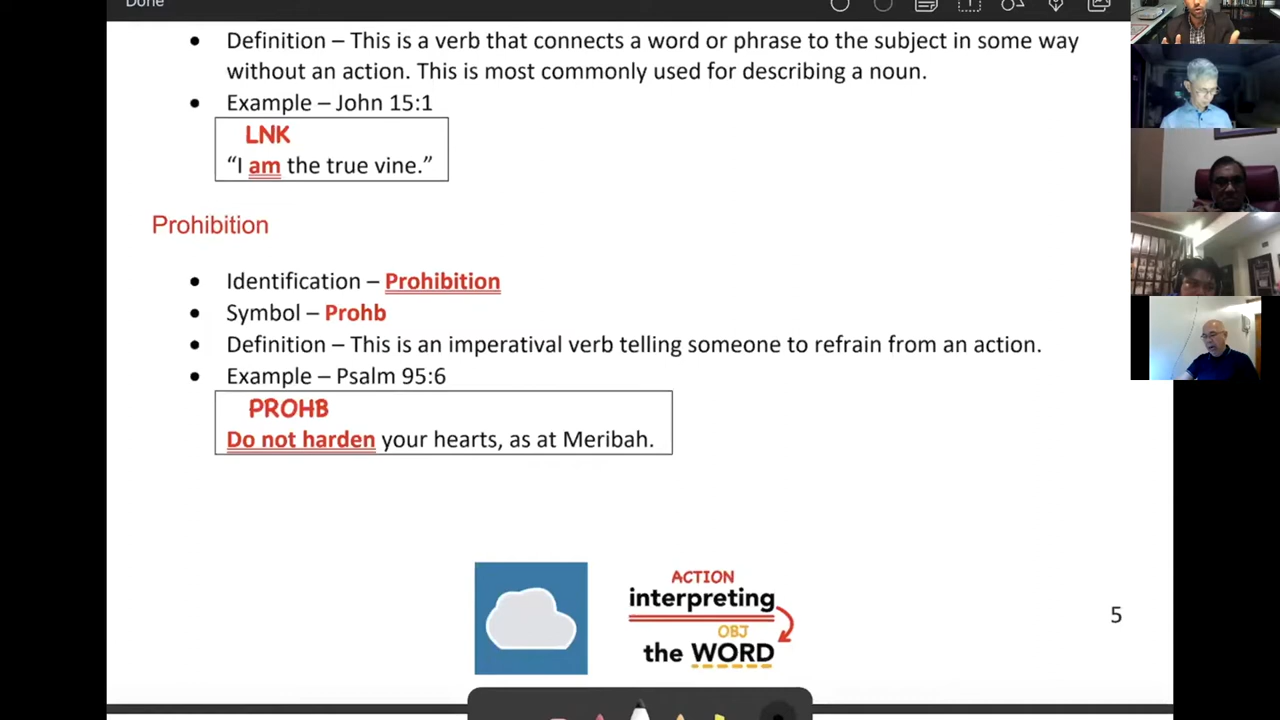 Done
• Definition – This is a verb that connects a word or phrase to the subject in some way
without an action. This is most commonly used for describing a noun.
• Example – John 15:1
LNK
“I am the true vine.”
Prohibition
• Identification – Prohibition
• Symbol – Prohb
• Definition – This is an imperatival verb telling someone to refrain from an action.
• Example – Psalm 95:6
PROHB
Do not harden your hearts, as at Meribah.
ACTION
interpreting
OBJ
the WORD
5